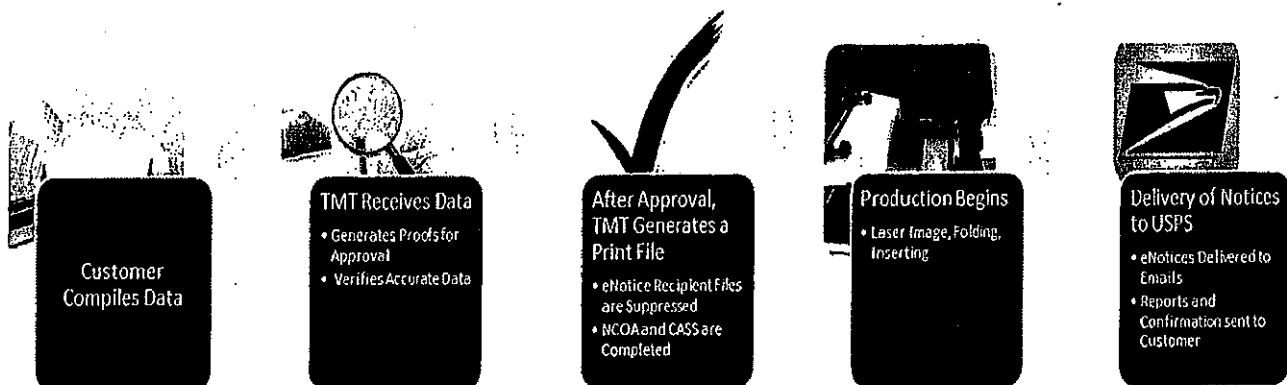 Customer
Compiles Data
TMT Receives Data
• Generates Proofs for
Approval
• Verifies Accurate Data
After Approval,
TMT Generates a
Print File
• eNotice Recipient Files
are Suppressed
• NCOA and CASS are
Completed
Production Begins
• Laser Image, Folding,
Inserting
Delivery of Notices
to USPS
• eNotices Delivered to
Emails
• Reports and
Confirmation sent to
Customer